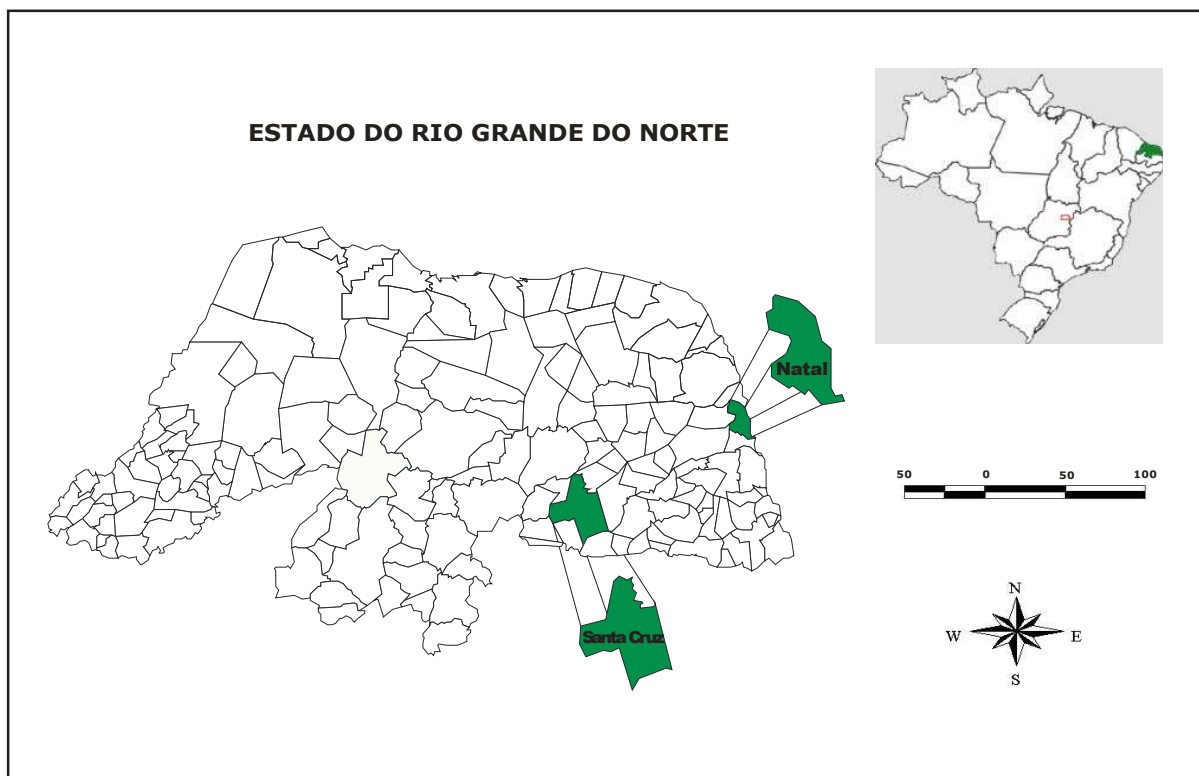 ESTADO DO RIO GRANDE DO NORTE
Natal
50 0 50 100
Santa Cruz
N
W E
S